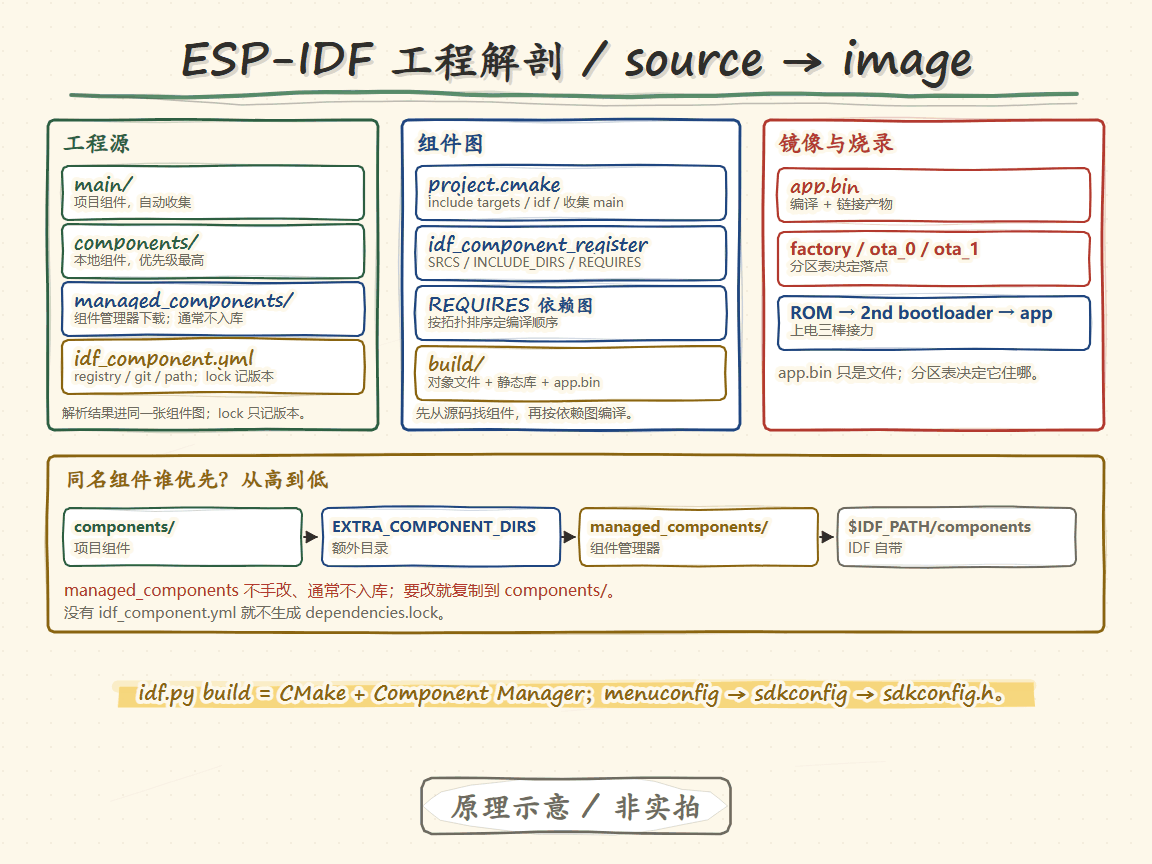 ESP-IDF 工程解剖 / source → image
工程源
main/
项目组件，自动收集
components/
本地组件，优先级最高
managed_components/
组件管理器下载；通常不入库
idf_component.yml
registry / git / path；lock 记版本
解析结果进同一张组件图；lock 只记版本。
组件图
project.cmake
include targets / idf / 收集 main
idf_component_register
SRCS / INCLUDE_DIRS / REQUIRES
REQUIRES 依赖图
按拓扑排序定编译顺序
build/
对象文件 + 静态库 + app.bin
先从源码找组件，再按依赖图编译。
镜像与烧录
app.bin
编译 + 链接产物
factory / ota_0 / ota_1
分区表决定落点
ROM → 2nd bootloader → app
上电三棒接力
app.bin 只是文件；分区表决定它住哪。
同名组件谁优先？从高到低
components/
项目组件
EXTRA_COMPONENT_DIRS
额外目录
managed_components/
组件管理器
$IDF_PATH/components
IDF 自带
managed_components 不手改、通常不入库；要改就复制到 components/。
没有 idf_component.yml 就不生成 dependencies.lock。
idf.py build = CMake + Component Manager；menuconfig → sdkconfig → sdkconfig.h。
原理示意 / 非实拍